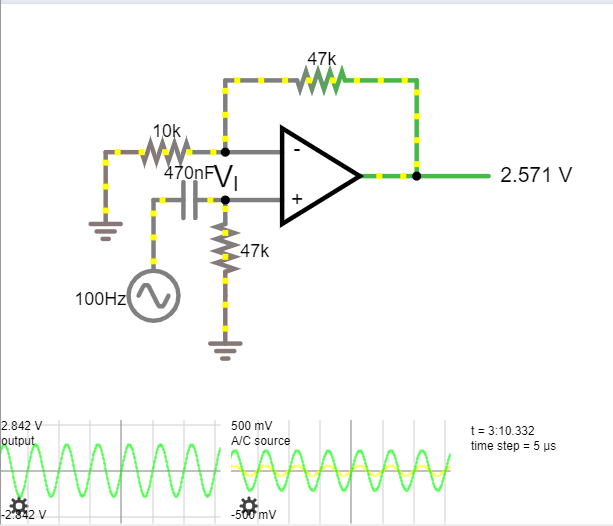 47k
10k
-
470nF
VI
+
2.571 V
47k
100Hz
2.842 V
output
-2.842 V
500 mV
A/C source
-500 mV
t = 3:10.332
time step = 5 µs